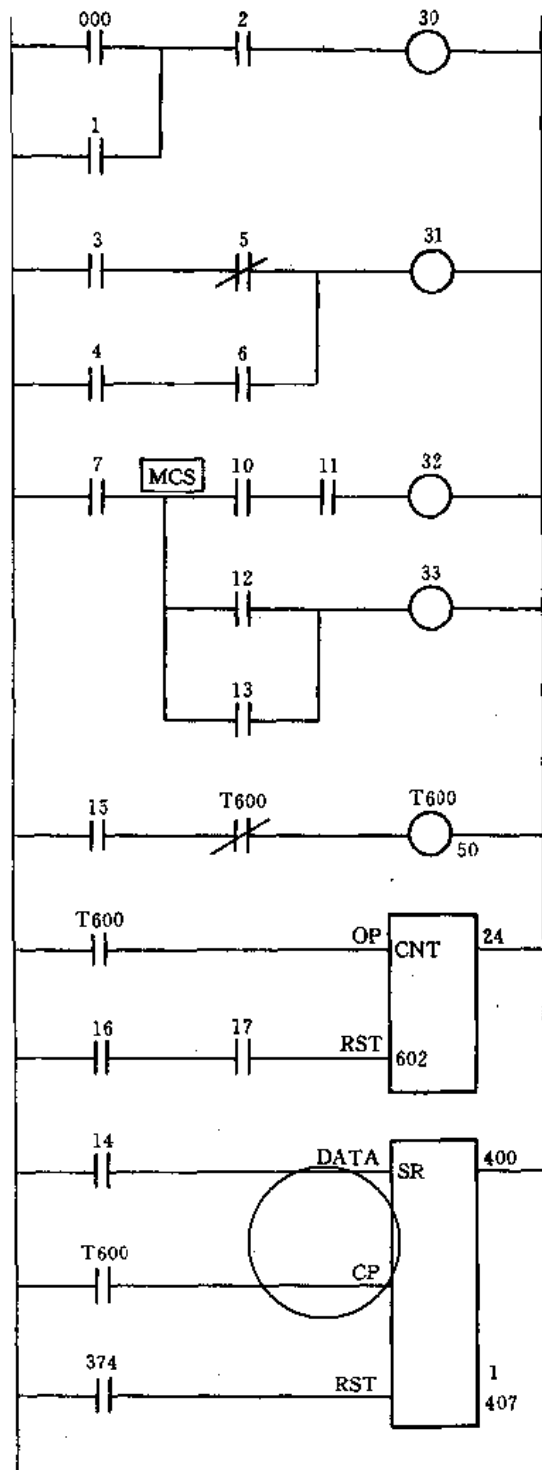 000 2 30
1
3 5 31
4 6
7 MCS 10 11 32
12 33
13
15 T600 T600
50
T600 OP CNT 24
16 17 RST 602
14 DATA SR 400
T600 CP
374 RST 1
407